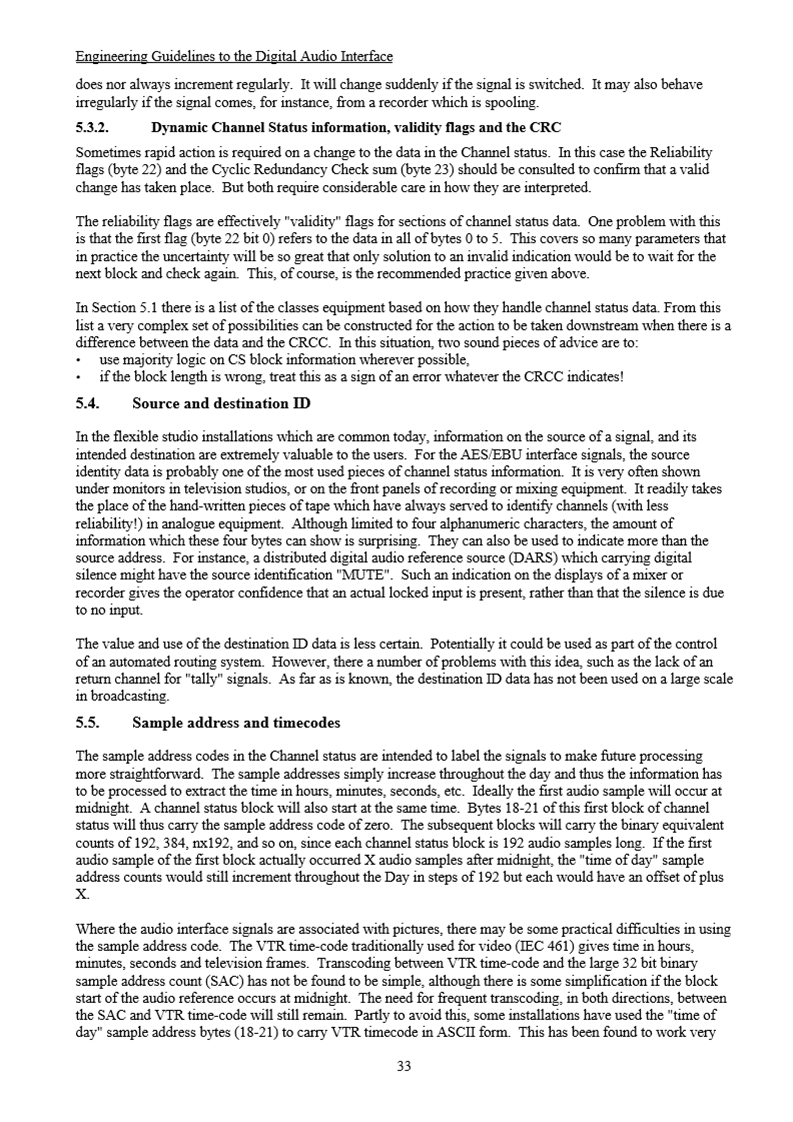 Engineering Guidelines to the Digital Audio Interface
does nor always increment regularly. It will change suddenly if the signal is switched. It may also behave
irregularly if the signal comes, for instance, from a recorder which is spooling.
5.3.2. Dynamic Channel Status information, validity flags and the CRC
Sometimes rapid action is required on a change to the data in the Channel status. In this case the Reliability
flags (byte 22) and the Cyclic Redundancy Check sum (byte 23) should be consulted to confirm that a valid
change has taken place. But both require considerable care in how they are interpreted.
The reliability flags are effectively "validity" flags for sections of channel status data. One problem with this
is that the first flag (byte 22 bit 0) refers to the data in all of bytes 0 to 5. This covers so many parameters that
in practice the uncertainty will be so great that only solution to an invalid indication would be to wait for the
next block and check again. This, of course, is the recommended practice given above.
In Section 5.1 there is a list of the classes equipment based on how they handle channel status data. From this
list a very complex set of possibilities can be constructed for the action to be taken downstream when there is a
difference between the data and the CRCC. In this situation, two sound pieces of advice are to:
• use majority logic on CS block information wherever possible,
• if the block length is wrong, treat this as a sign of an error whatever the CRCC indicates!
5.4. Source and destination ID
In the flexible studio installations which are common today, information on the source of a signal, and its
intended destination are extremely valuable to the users. For the AES/EBU interface signals, the source
identity data is probably one of the most used pieces of channel status information. It is very often shown
under monitors in television studios, or on the front panels of recording or mixing equipment. It readily takes
the place of the hand-written pieces of tape which have always served to identify channels (with less
reliability!) in analogue equipment. Although limited to four alphanumeric characters, the amount of
information which these four bytes can show is surprising. They can also be used to indicate more than the
source address. For instance, a distributed digital audio reference source (DARS) which carrying digital
silence might have the source identification "MUTE". Such an indication on the displays of a mixer or
recorder gives the operator confidence that an actual locked input is present, rather than that the silence is due
to no input.
The value and use of the destination ID data is less certain. Potentially it could be used as part of the control
of an automated routing system. However, there a number of problems with this idea, such as the lack of an
return channel for "tally" signals. As far as is known, the destination ID data has not been used on a large scale
in broadcasting.
5.5. Sample address and timecodes
The sample address codes in the Channel status are intended to label the signals to make future processing
more straightforward. The sample addresses simply increase throughout the day and thus the information has
to be processed to extract the time in hours, minutes, seconds, etc. Ideally the first audio sample will occur at
midnight. A channel status block will also start at the same time. Bytes 18-21 of this first block of channel
status will thus carry the sample address code of zero. The subsequent blocks will carry the binary equivalent
counts of 192, 384, nx192, and so on, since each channel status block is 192 audio samples long. If the first
audio sample of the first block actually occurred X audio samples after midnight, the "time of day" sample
address counts would still increment throughout the Day in steps of 192 but each would have an offset of plus
X.
Where the audio interface signals are associated with pictures, there may be some practical difficulties in using
the sample address code. The VTR time-code traditionally used for video (IEC 461) gives time in hours,
minutes, seconds and television frames. Transcoding between VTR time-code and the large 32 bit binary
sample address count (SAC) has not be found to be simple, although there is some simplification if the block
start of the audio reference occurs at midnight. The need for frequent transcoding, in both directions, between
the SAC and VTR time-code will still remain. Partly to avoid this, some installations have used the "time of
day" sample address bytes (18-21) to carry VTR timecode in ASCII form. This has been found to work very
33